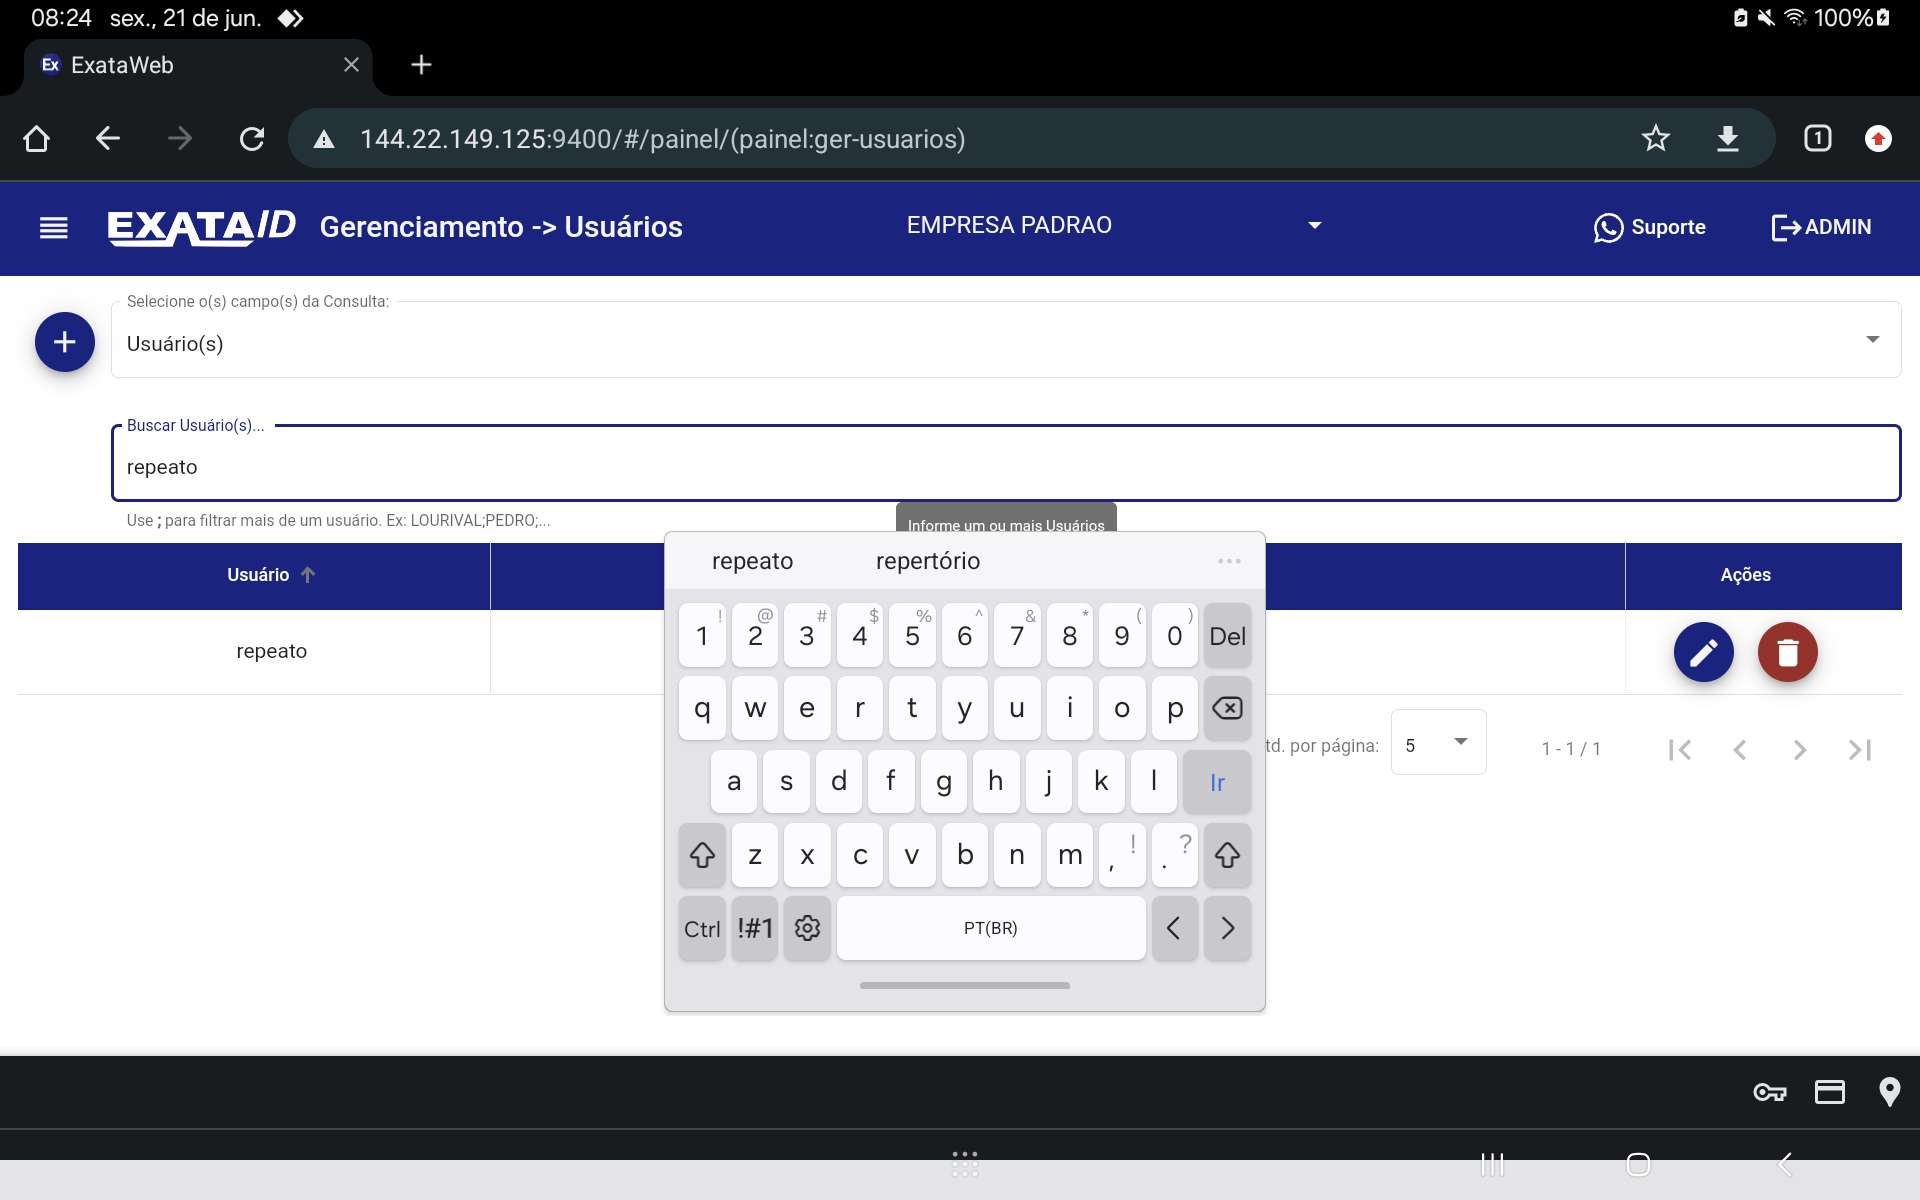 08:24 sex., 21 de jun. 100%
Ex ExataWeb
144.22.149.125:9400/#/painel/(painel:ger-usuarios) 1
EXATA/ID Gerenciamento -> Usuários EMPRESA PADRAO Suporte ADMIN
Selecione o(s) campo(s) da Consulta:
Usuário(s)
Buscar Usuário(s)...
repeato
Use ; para filtrar mais de um usuário. Ex: LOURIVAL;PEDRO;...
Informe um ou mais Usuários
Usuário Ações
repeato
td. por página: 5 1 - 1 / 1
repeato repertório ...
! @ # $ % ^ & * ( )
1 2 3 4 5 6 7 8 9 0 Del
q w e r t y u i o p
a s d f g h j k l Ir
z x c v b n m , ! . ?
Ctrl !#1 PT(BR) < >